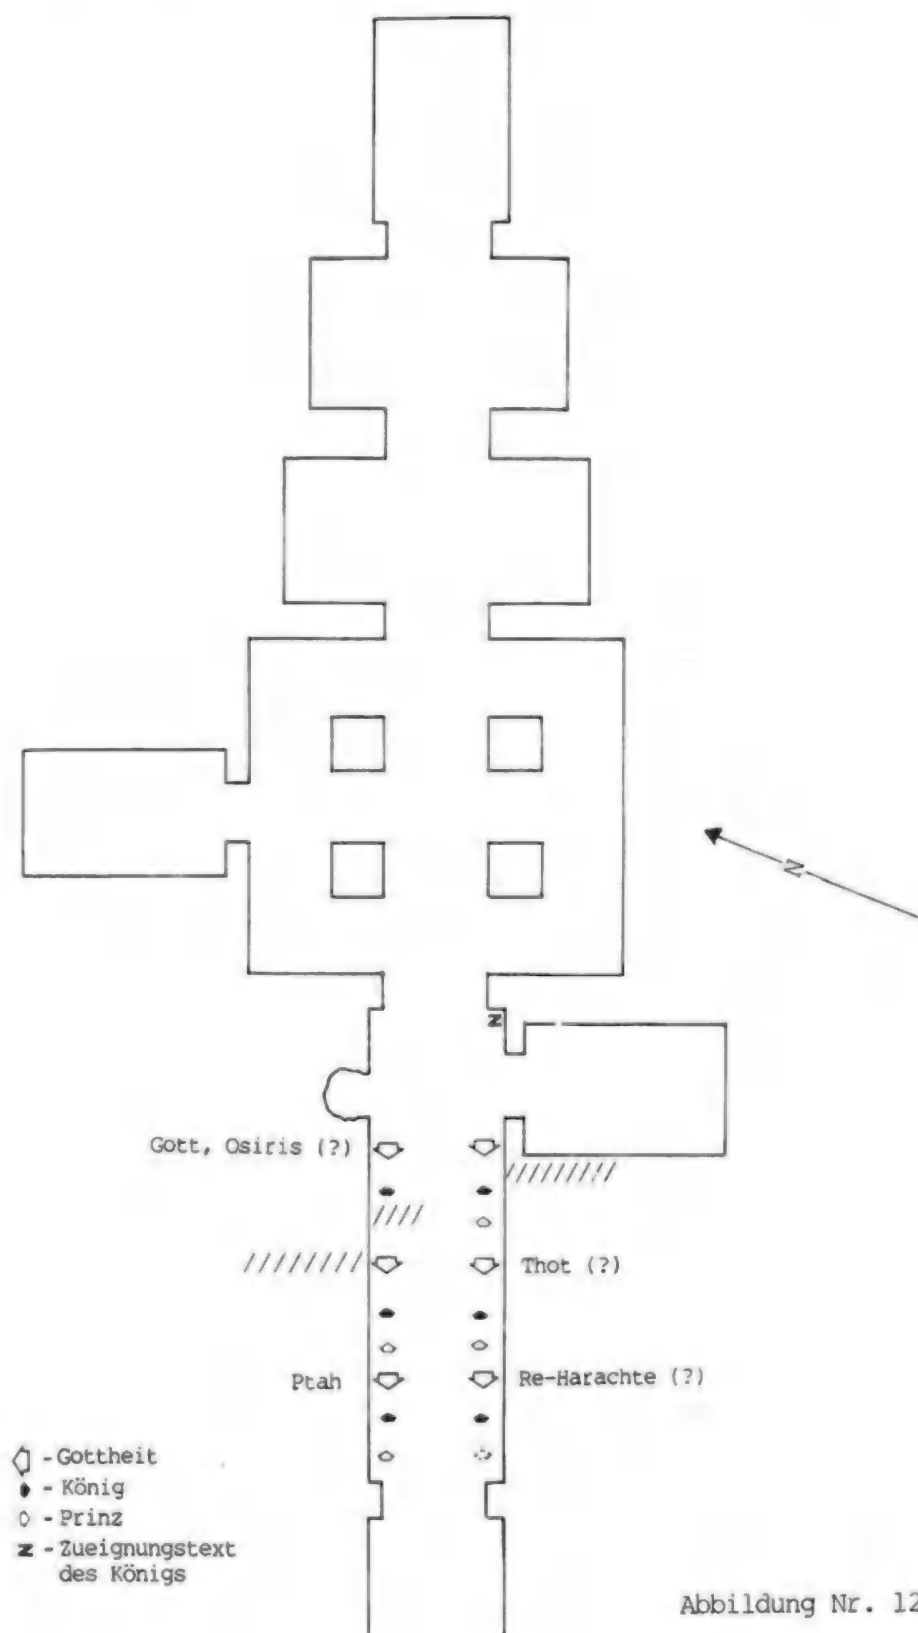 N
z
Gott, Osiris (?)
Thot (?)
Ptah
Re-Harachte (?)
- Gottheit
- König
- Prinz
z - Zueignungstext
des Königs
Abbildung Nr. 12